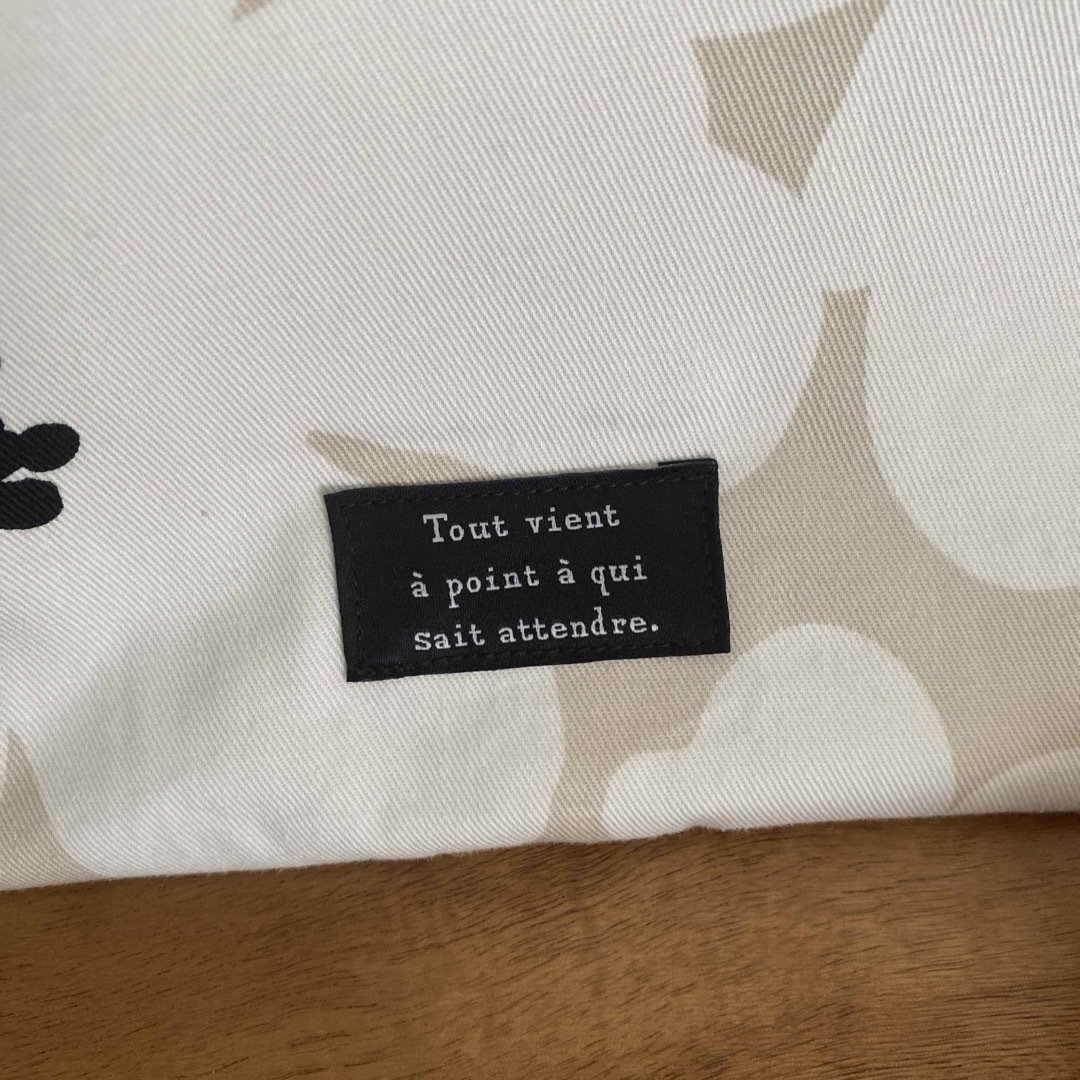 Tout vient
à point à qui
sait attendre.